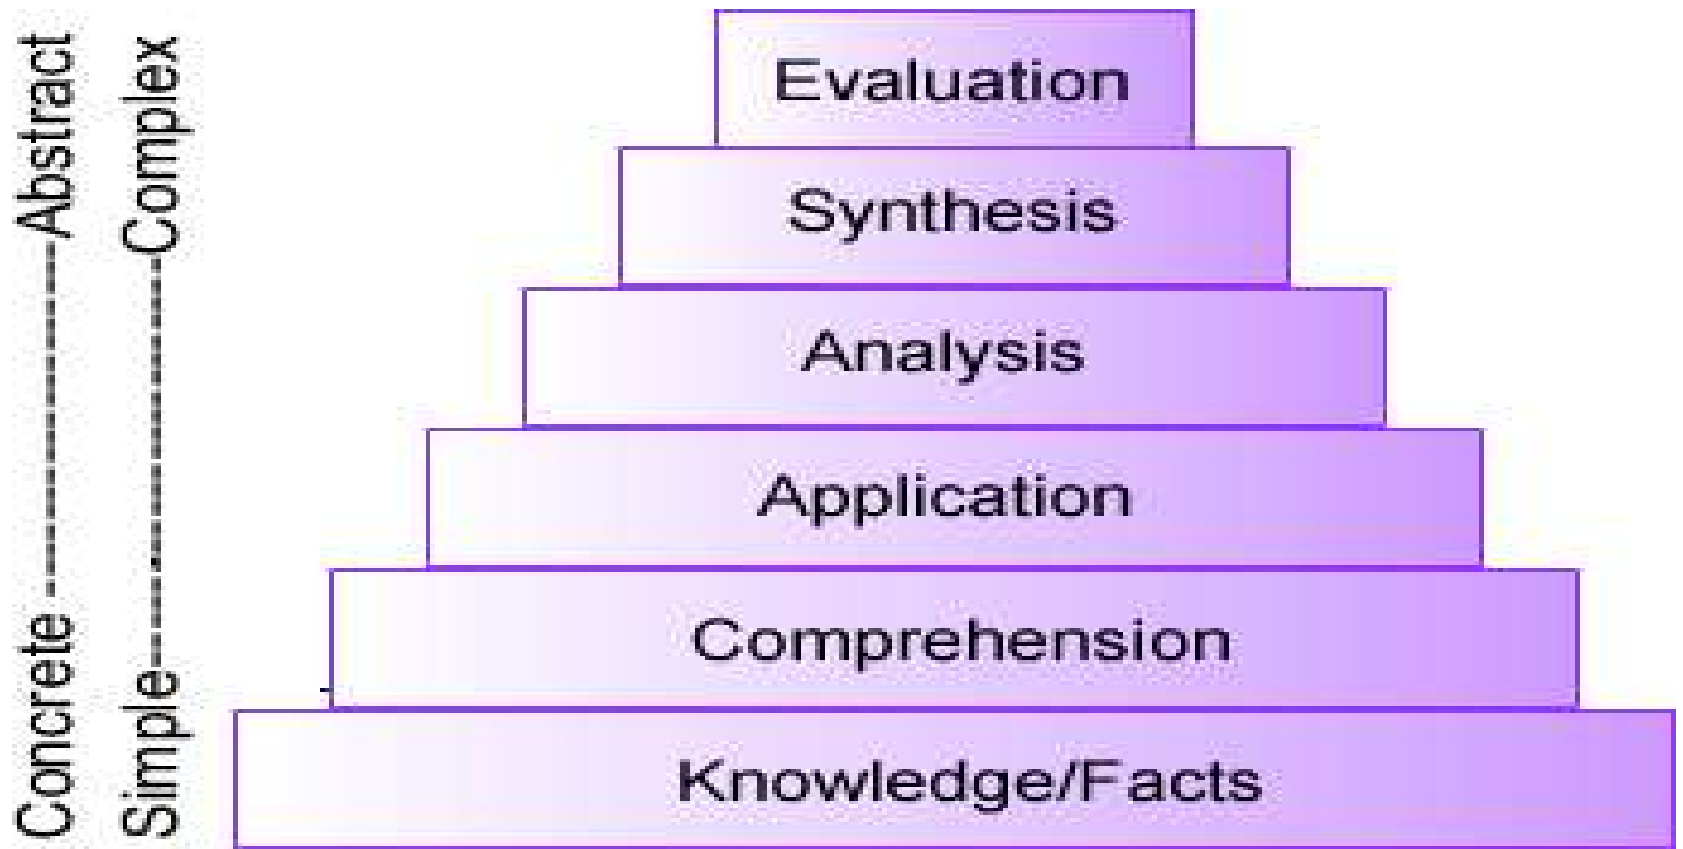 Concrete ---------------------Abstract
Simple-------------------------Complex
Evaluation
Synthesis
Analysis
Application
Comprehension
Knowledge/Facts